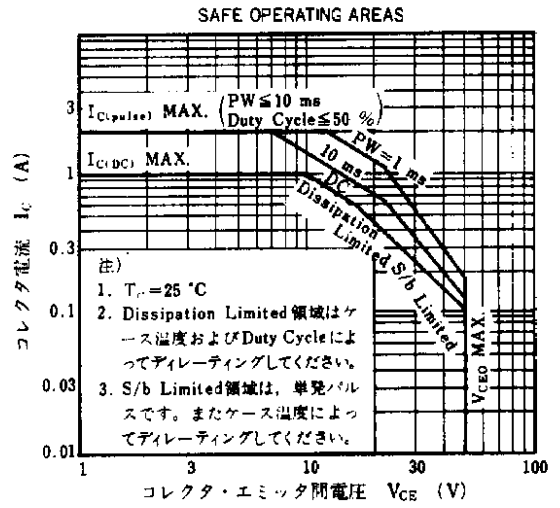 SAFE OPERATING AREAS
コレクタ電流 IC (A)
3
1
0.3
0.1
0.03
0.01
IC(pulse) MAX. (PW≦10 ms
Duty Cycle≦50 %)
IC(DC) MAX.
PW=1 ms
10 ms
DC
Dissipation
Limited
S/b Limited
VCEO MAX.
注)
1. TC=25 °C
2. Dissipation Limited領域はケ
ース温度およびDuty Cycleによ
ってディレーティングしてください。
3. S/b Limited領域は，単発パル
スです。またケース温度によっ
てディレーティングしてください。
1 3 10 30 100
コレクタ・エミッタ間電圧 VCE (V)